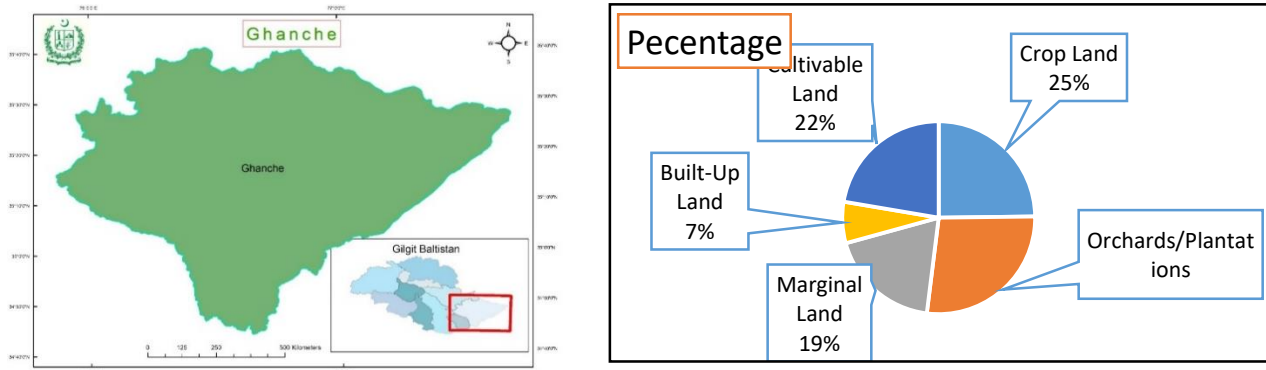 Ghanche
N
W
E
S
Ghanche
Gilgit Baltistan
0 125 250 500 Kilometers
Pecentage
Cultivable
Land
22%
Crop Land
25%
Built-Up
Land
7%
Orchards/Plantat
ions
Marginal
Land
19%